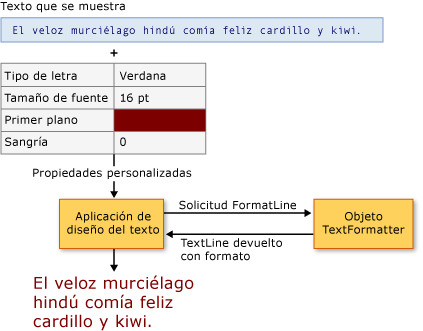 Texto que se muestra
El veloz murciélago hindú comía feliz cardillo y kiwi.
+
Tipo de letra Verdana
Tamaño de fuente 16 pt
Primer plano
Sangría 0
Propiedades personalizadas
Aplicación de
diseño del texto
Solicitud FormatLine
TextLine devuelto
con formato
Objeto
TextFormatter
El veloz murciélago
hindú comía feliz
cardillo y kiwi.